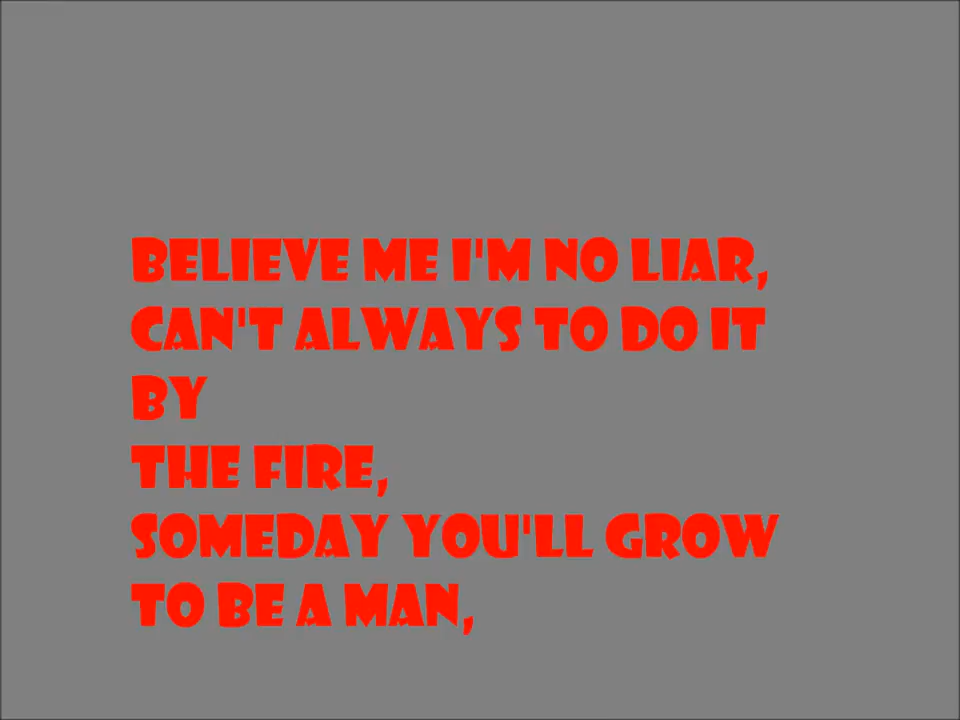 BELIEVE ME I'M NO LIAR,
CAN'T ALWAYS TO DO IT
BY
THE FIRE,
SOMEDAY YOU'LL GROW
TO BE A MAN,